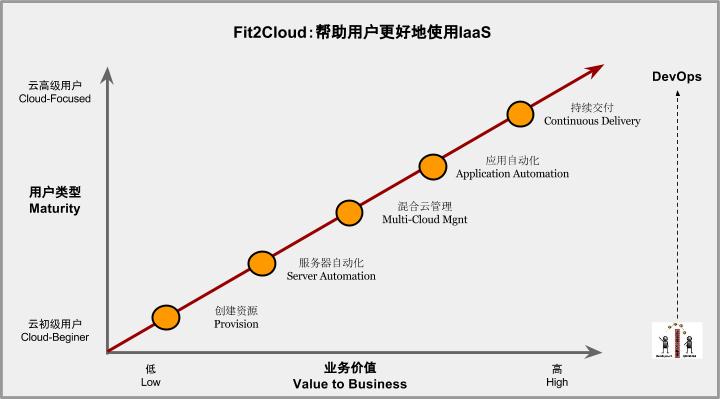 Fit2Cloud：帮助用户更好地使用IaaS
云高级用户
Cloud-Focused
DevOps
持续交付
Continuous Delivery
应用自动化
Application Automation
用户类型
Maturity
混合云管理
Multi-Cloud Mgnt
服务器自动化
Server Automation
创建资源
Provision
云初级用户
Cloud-Beginer
低
Low
业务价值
Value to Business
高
High